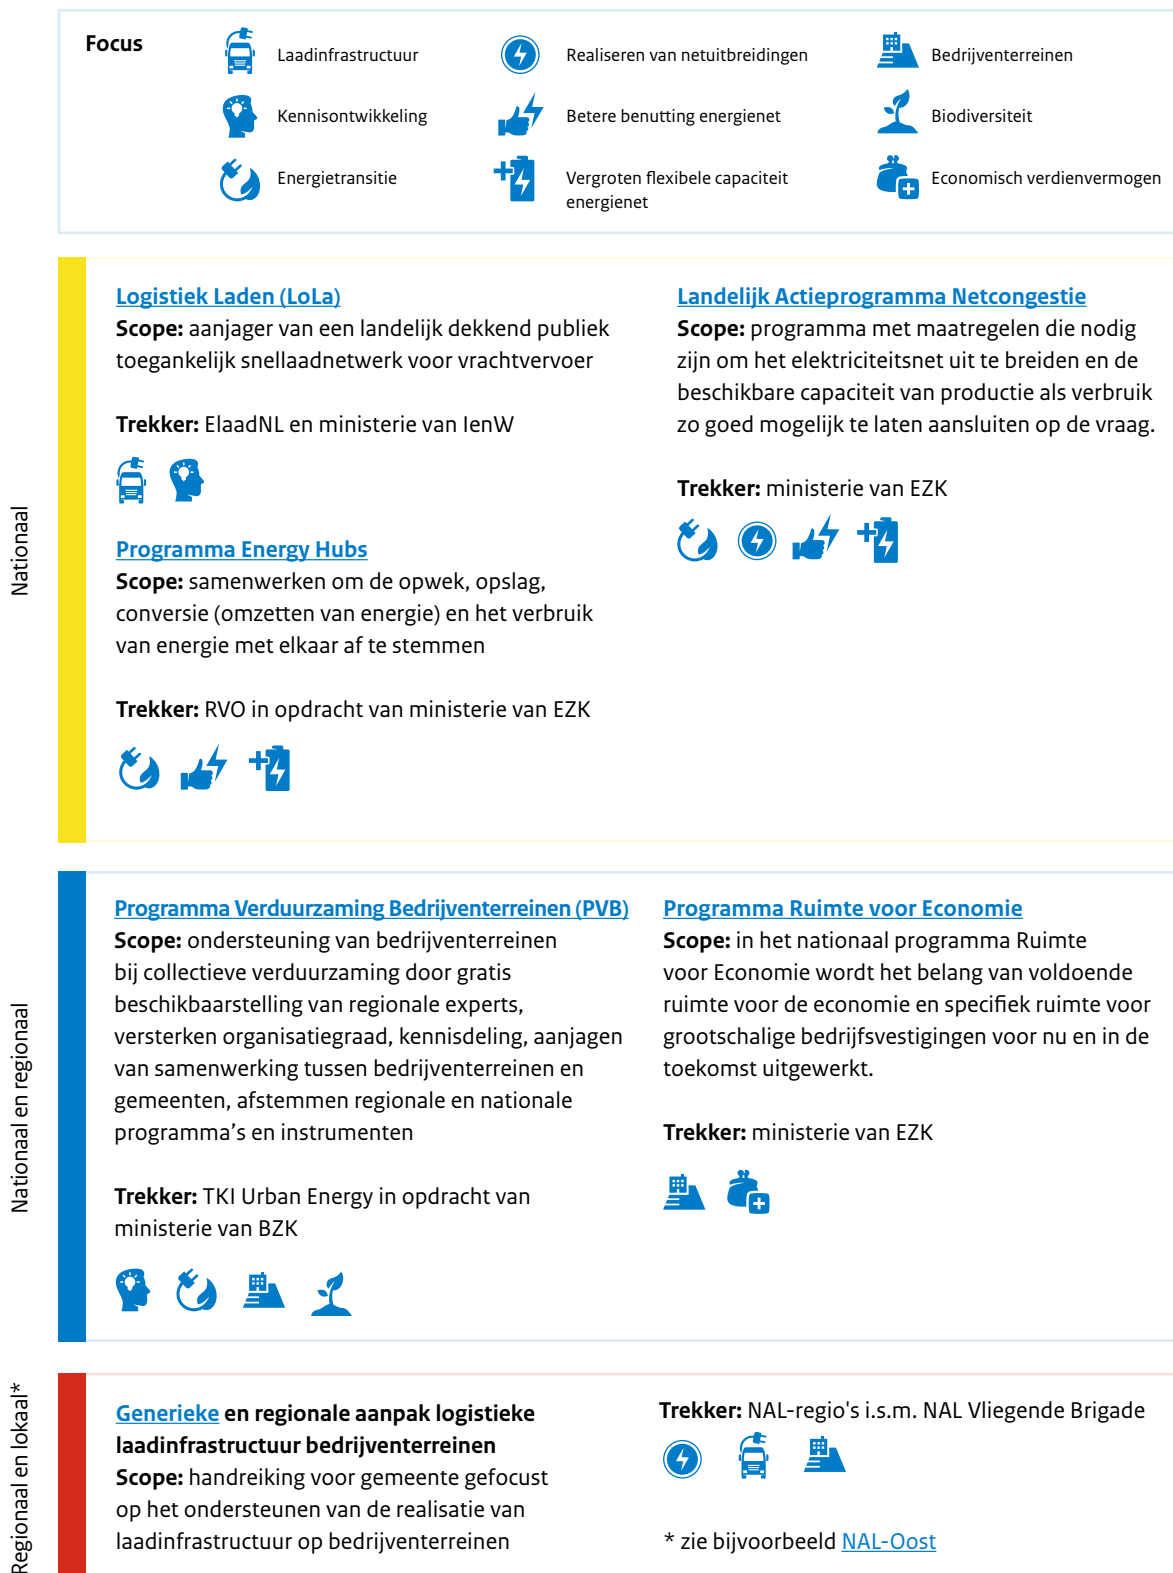 Focus
Laadinfrastructuur
Realiseren van netuitbreidingen
Bedrijventerreinen
Kennisontwikkeling
Betere benutting energienet
Biodiversiteit
Energietransitie
Vergroten flexibele capaciteit
energienet
Economisch verdienvermogen
Nationaal
Logistiek Laden (LoLa)
Scope: aanjager van een landelijk dekkend publiek
toegankelijk snellaadnetwerk voor vrachtvervoer
Trekker: ElaadNL en ministerie van IenW
Programma Energy Hubs
Scope: samenwerken om de opwek, opslag,
conversie (omzetten van energie) en het verbruik
van energie met elkaar af te stemmen
Trekker: RVO in opdracht van ministerie van EZK
Landelijk Actieprogramma Netcongestie
Scope: programma met maatregelen die nodig
zijn om het elektriciteitsnet uit te breiden en de
beschikbare capaciteit van productie als verbruik
zo goed mogelijk te laten aansluiten op de vraag.
Trekker: ministerie van EZK
Nationaal en regionaal
Programma Verduurzaming Bedrijventerreinen (PVB)
Scope: ondersteuning van bedrijventerreinen
bij collectieve verduurzaming door gratis
beschikbaarstelling van regionale experts,
versterken organisatiegraad, kennisdeling, aanjagen
van samenwerking tussen bedrijventerreinen en
gemeenten, afstemmen regionale en nationale
programma's en instrumenten
Trekker: TKI Urban Energy in opdracht van
ministerie van BZK
Programma Ruimte voor Economie
Scope: in het nationaal programma Ruimte
voor Economie wordt het belang van voldoende
ruimte voor de economie en specifiek ruimte voor
grootschalige bedrijfsvestigingen voor nu en in de
toekomst uitgewerkt.
Trekker: ministerie van EZK
Regionaal en lokaal*
Generieke en regionale aanpak logistieke
laadinfrastructuur bedrijventerreinen
Scope: handreiking voor gemeente gefocust
op het ondersteunen van de realisatie van
laadinfrastructuur op bedrijventerreinen
Trekker: NAL-regio's i.s.m. NAL Vliegende Brigade
* zie bijvoorbeeld NAL-Oost